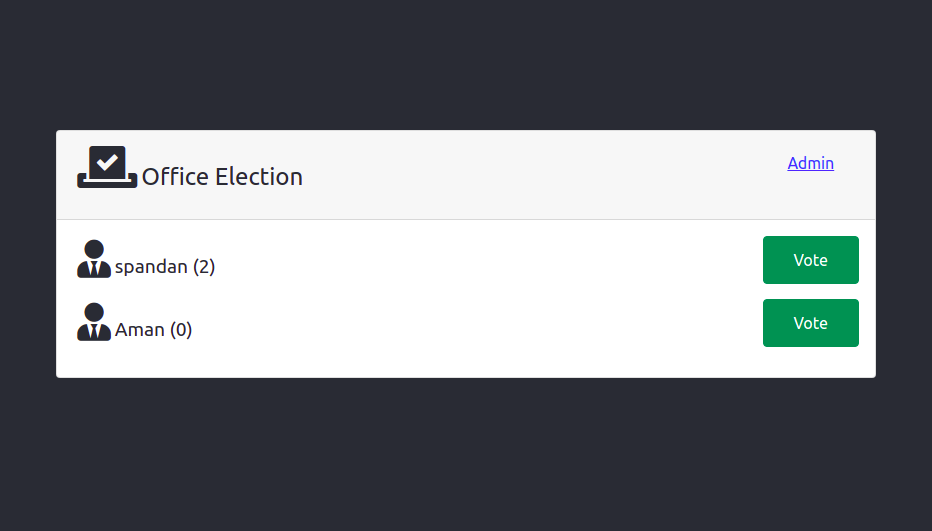 Office Election
Admin
spandan (2)
Vote
Aman (0)
Vote